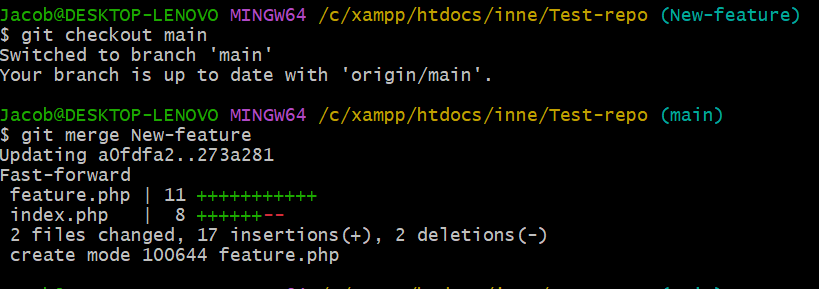 Jacob@DESKTOP-LENOVO MINGW64 /c/xampp/htdocs/inne/Test-repo (New-feature)
$ git checkout main
Switched to branch 'main'
Your branch is up to date with 'origin/main'.
Jacob@DESKTOP-LENOVO MINGW64 /c/xampp/htdocs/inne/Test-repo (main)
$ git merge New-feature
Updating a0fdfa2..273a281
Fast-forward
 feature.php | 11 +++++++++++
 index.php   |  8 ++++++--
 2 files changed, 17 insertions(+), 2 deletions(-)
 create mode 100644 feature.php